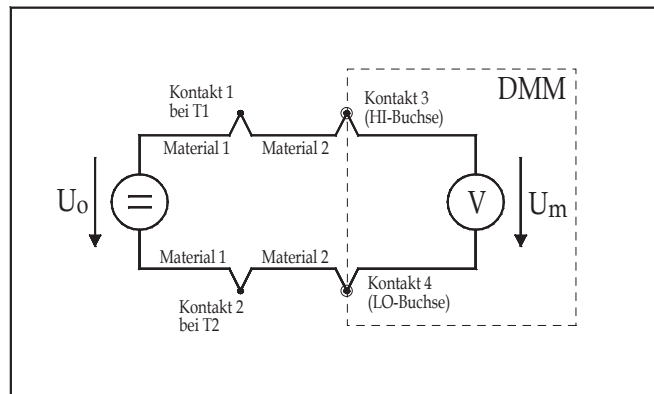 DMM
Kontakt 1
bei T1
Kontakt 3
(HI-Buchse)
Material 1
Material 2
Uo
V
Um
Material 1
Material 2
Kontakt 2
bei T2
Kontakt 4
(LO-Buchse)